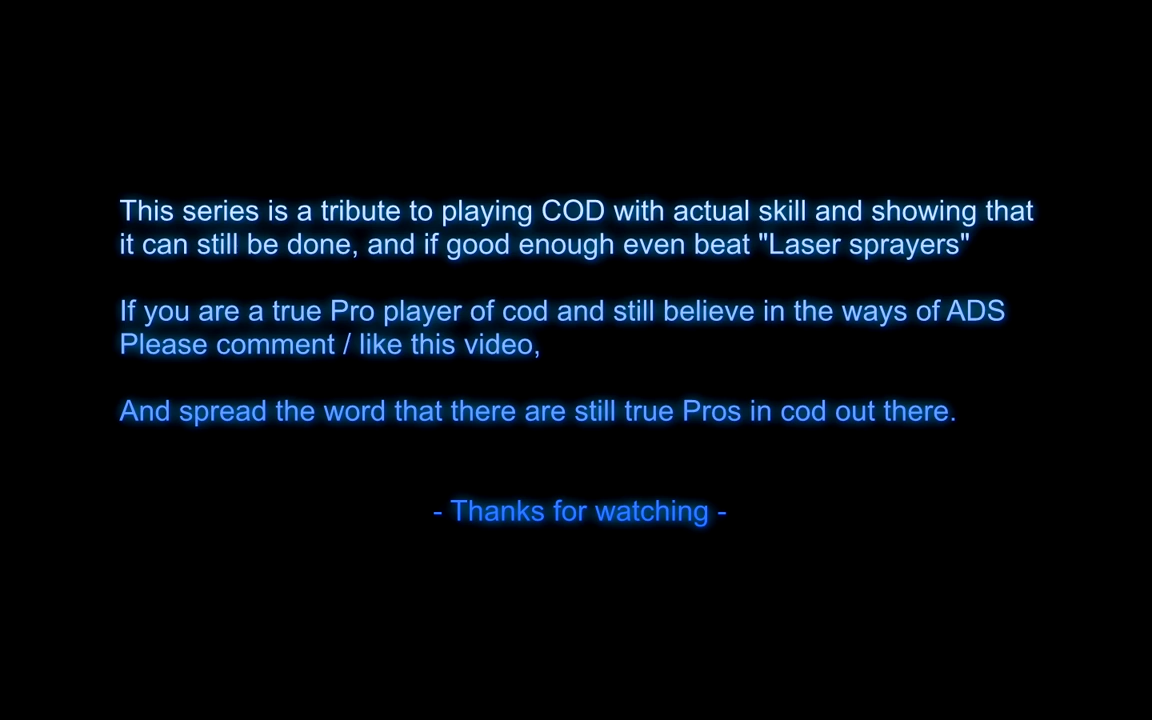 This series is a tribute to playing COD with actual skill and showing that
it can still be done, and if good enough even beat "Laser sprayers"
If you are a true Pro player of cod and still believe in the ways of ADS
Please comment / like this video,
And spread the word that there are still true Pros in cod out there.
- Thanks for watching -